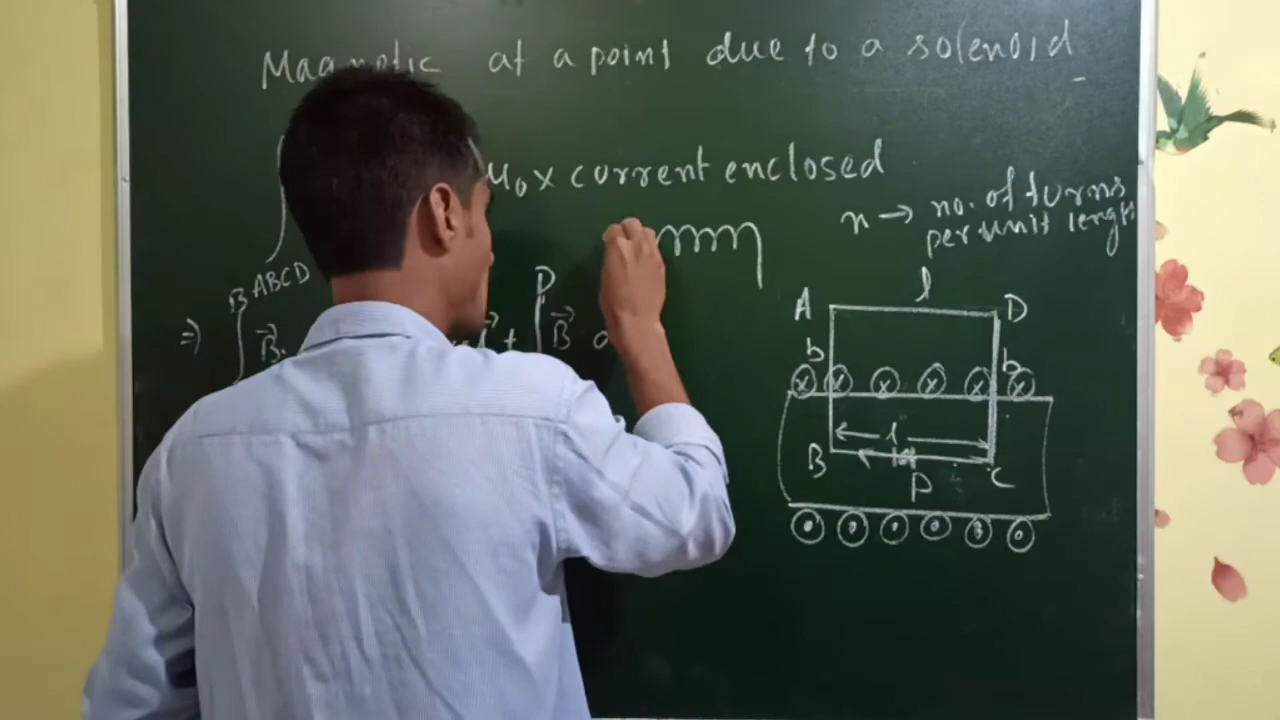 Magnetic at a point due to a solenoid
μ₀ x current enclosed
n → no. of turns
per unit length
ABCD
l
A D
B
D
⇒ ∫ B⃗. + ∫ B⃗
b b
x x x x x x
l
B C
P